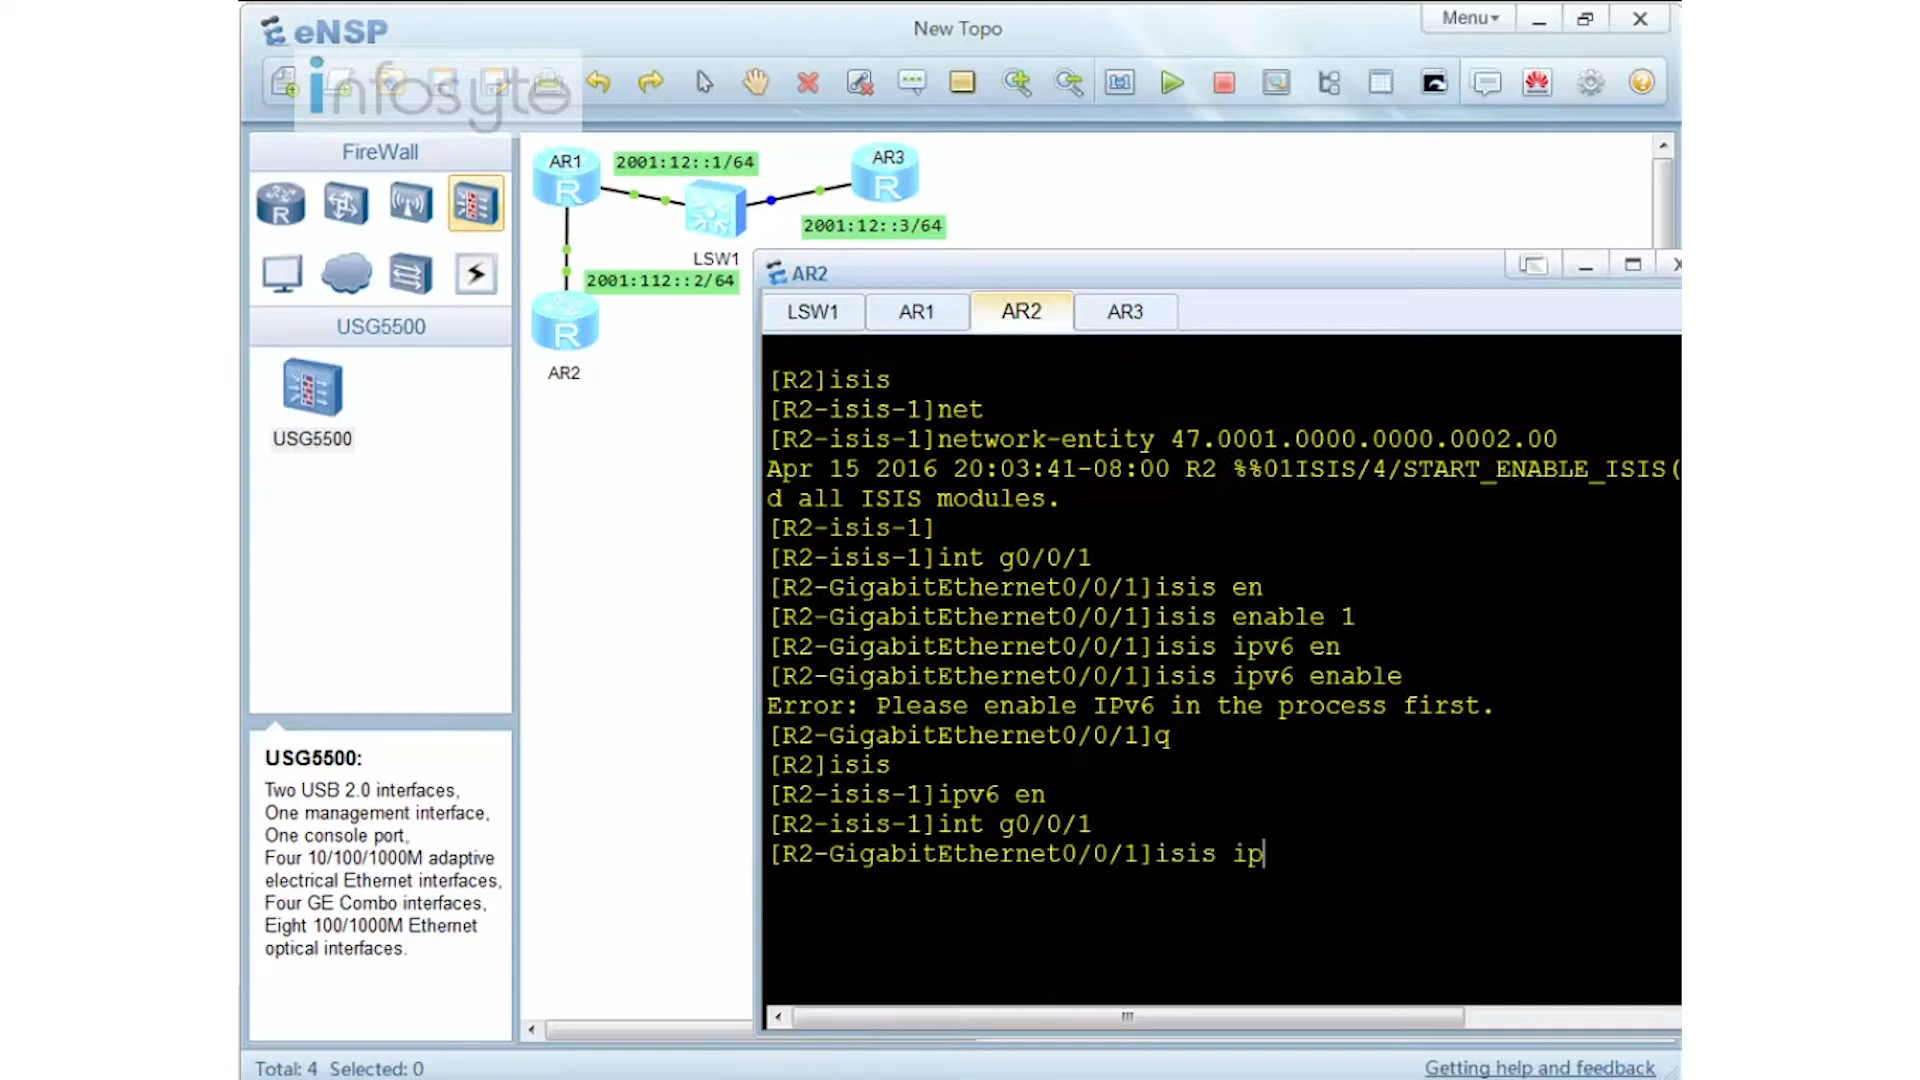 eNSP
New Topo
Menu
infosyte
FireWall
R
USG5500
USG5500
USG5500:
Two USB 2.0 interfaces,
One management interface,
One console port,
Four 10/100/1000M adaptive
electrical Ethernet interfaces,
Four GE Combo interfaces,
Eight 100/1000M Ethernet
optical interfaces.
AR1
R
2001:12::1/64
AR3
R
2001:12::3/64
LSW1
2001:112::2/64
R
AR2
AR2
LSW1
AR1
AR2
AR3
[R2]isis
[R2-isis-1]net
[R2-isis-1]network-entity 47.0001.0000.0000.0002.00
Apr 15 2016 20:03:41-08:00 R2 %%01ISIS/4/START_ENABLE_ISIS(
d all ISIS modules.
[R2-isis-1]
[R2-isis-1]int g0/0/1
[R2-GigabitEthernet0/0/1]isis en
[R2-GigabitEthernet0/0/1]isis enable 1
[R2-GigabitEthernet0/0/1]isis ipv6 en
[R2-GigabitEthernet0/0/1]isis ipv6 enable
Error: Please enable IPv6 in the process first.
[R2-GigabitEthernet0/0/1]q
[R2]isis
[R2-isis-1]ipv6 en
[R2-isis-1]int g0/0/1
[R2-GigabitEthernet0/0/1]isis ip
Total: 4 Selected: 0
Getting help and feedback